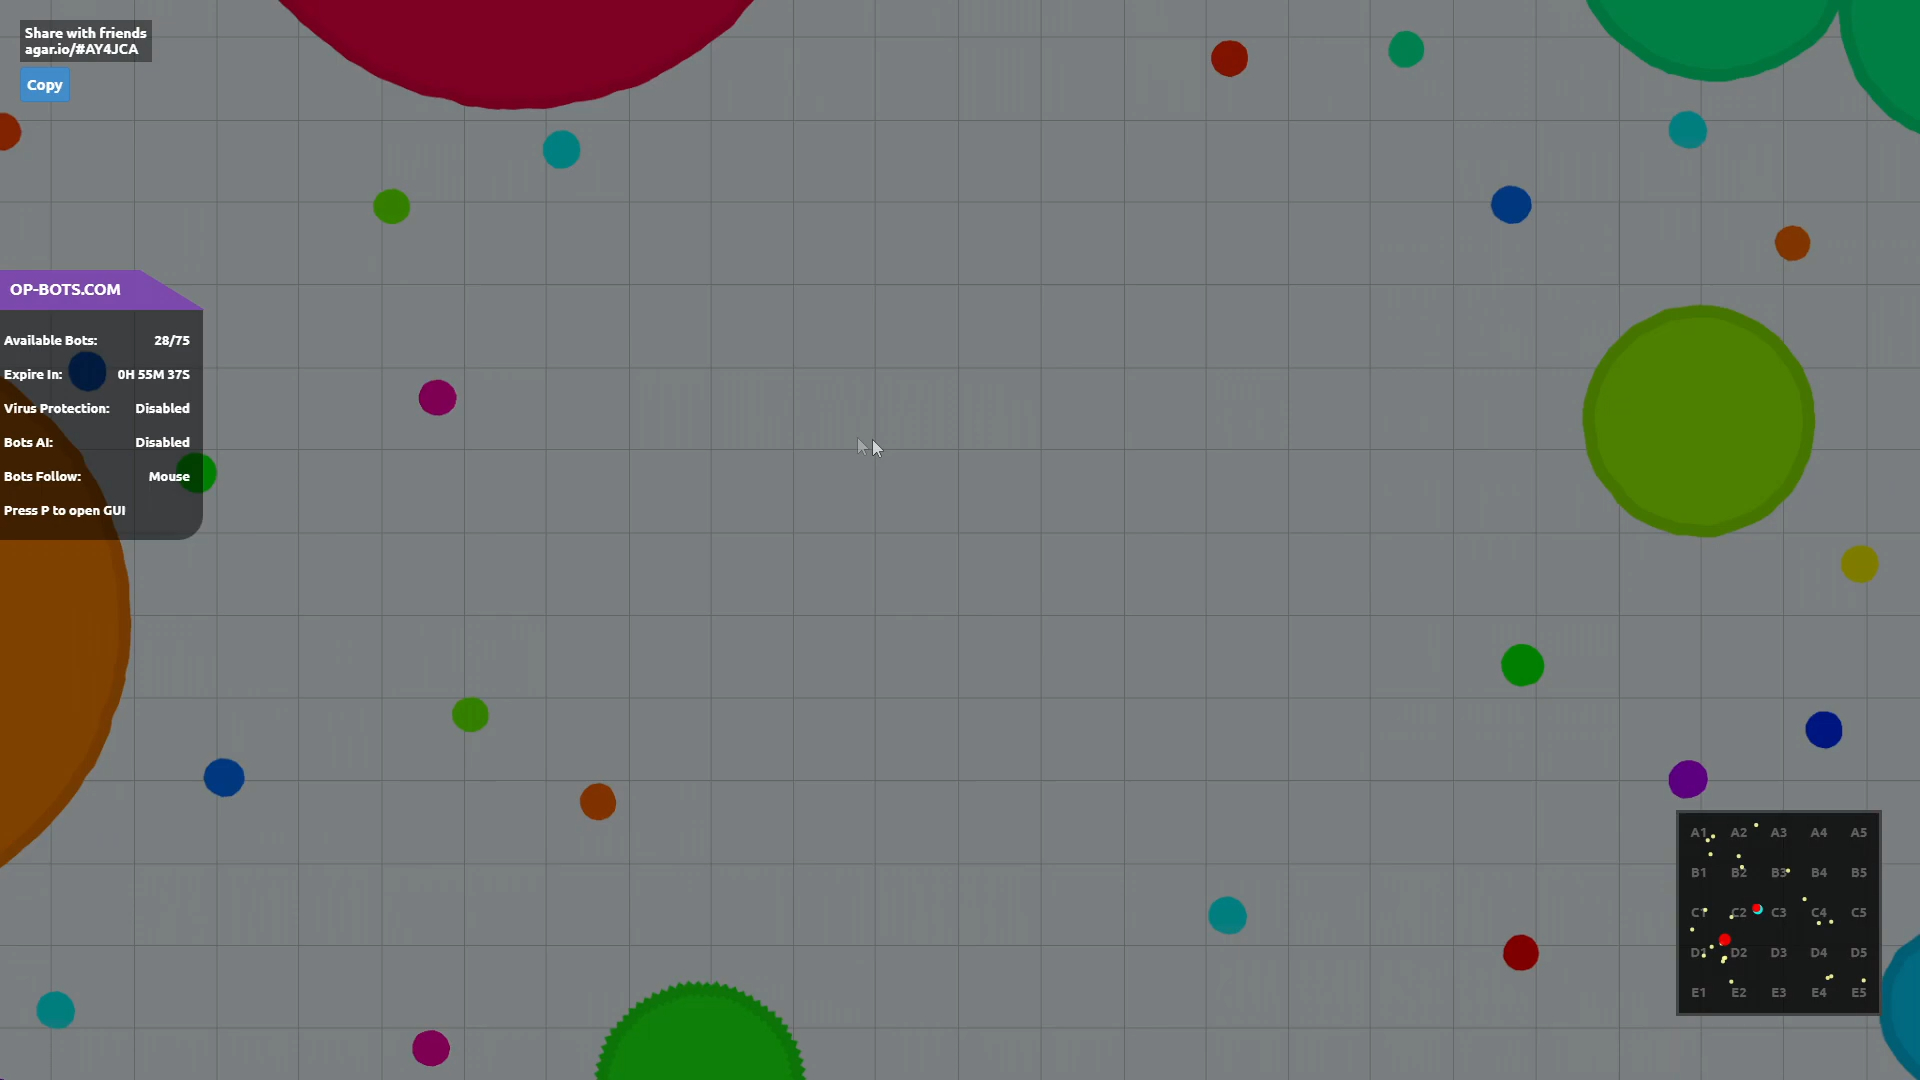 Share with friends
agar.io/#AY4JCA
Copy
OP-BOTS.COM
Available Bots: 28/75
Expire In: 0H 55M 37S
Virus Protection: Disabled
Bots AI: Disabled
Bots Follow: Mouse
Press P to open GUI
A1 A2 A3 A4 A5
B1 B2 B3 B4 B5
C1 C2 C3 C4 C5
D1 D2 D3 D4 D5
E1 E2 E3 E4 E5